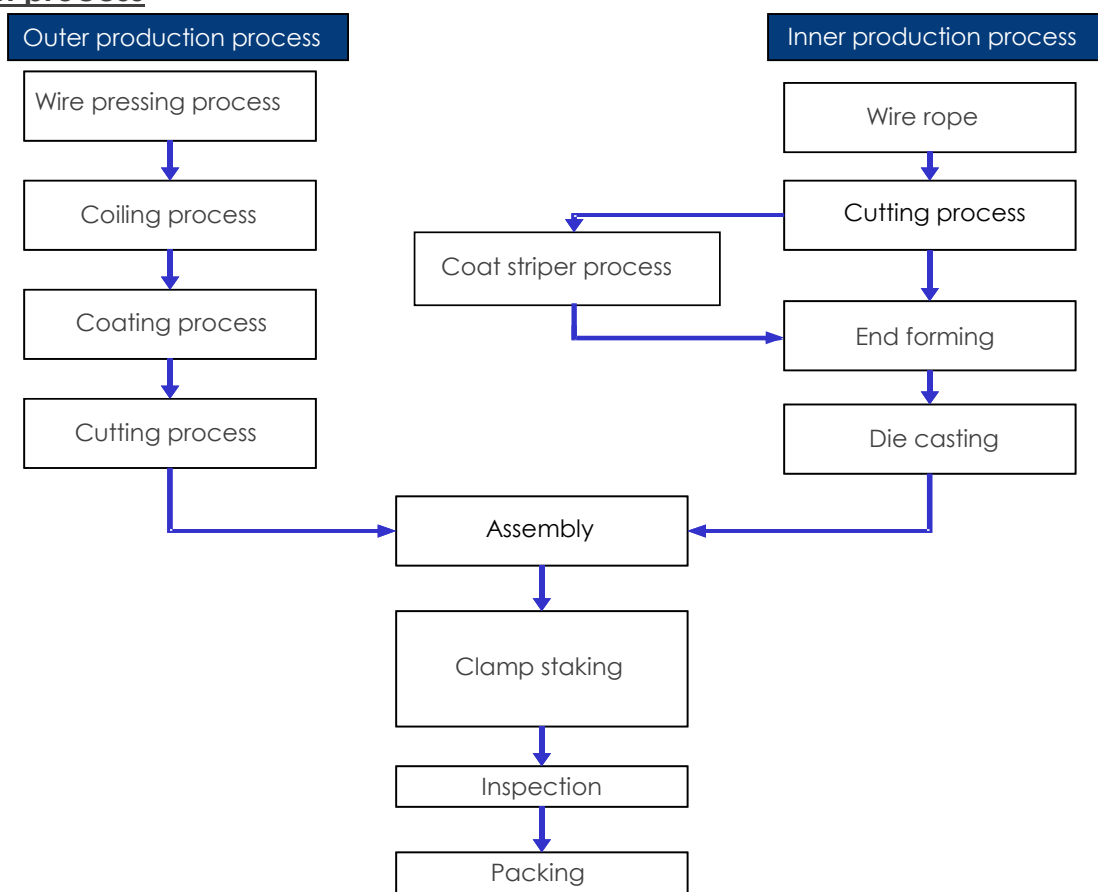 process
Outer production process
Inner production process
Wire pressing process
Wire rope
Coiling process
Cutting process
Coat striper process
Coating process
End forming
Cutting process
Die casting
Assembly
Clamp staking
Inspection
Packing